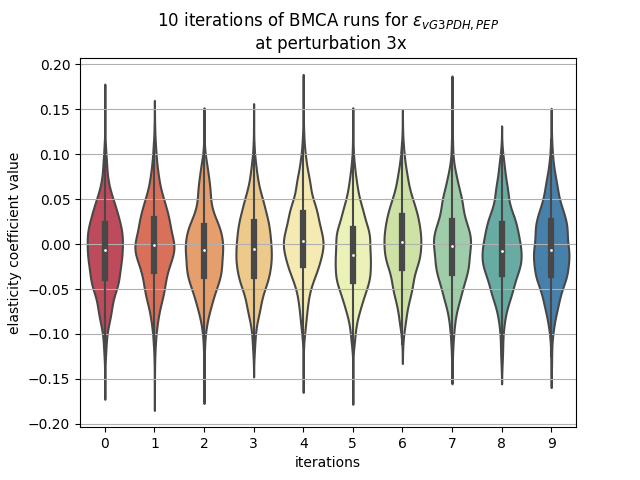 10 iterations of BMCA runs for ε_{vG3PDH, PEP}
at perturbation 3x
0.20
0.15
0.10
0.05
0.00
−0.05
−0.10
−0.15
−0.20
elasticity coefficient value
0 1 2 3 4 5 6 7 8 9
iterations